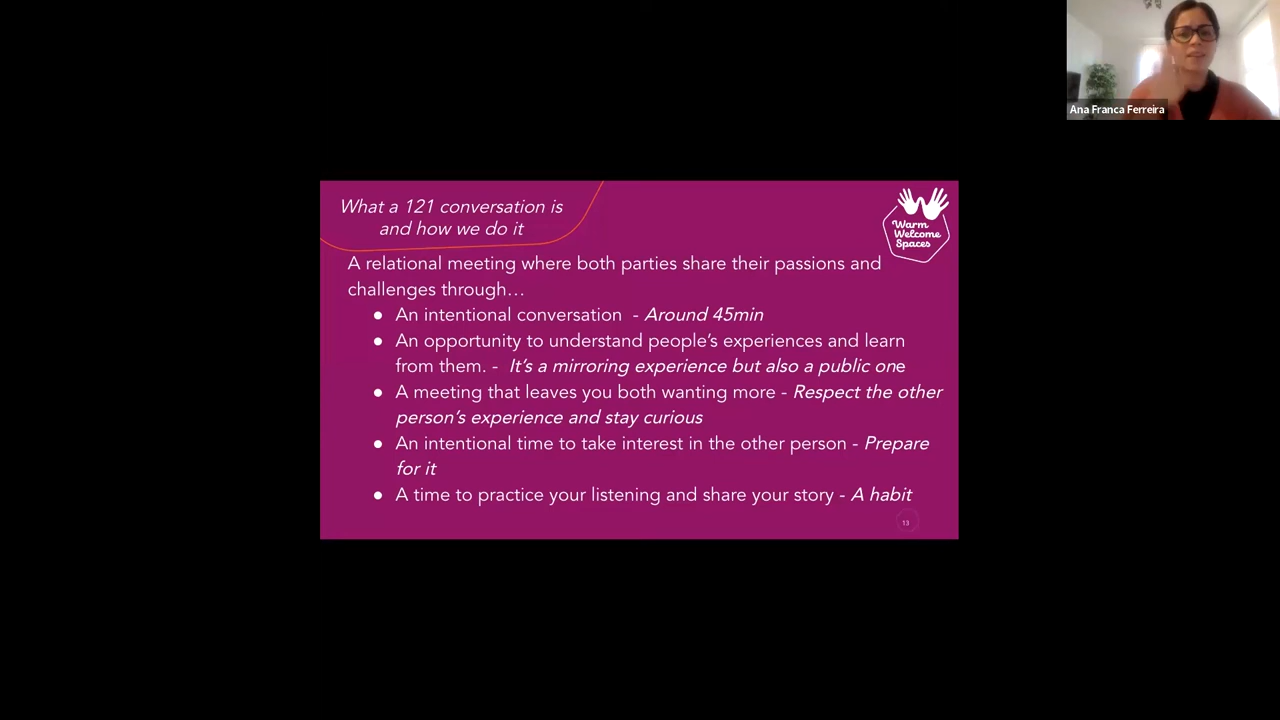 Ana Franca Ferreira
What a 121 conversation is
and how we do it
Warm
Welcome
Spaces
A relational meeting where both parties share their passions and
challenges through…
● An intentional conversation - Around 45min
● An opportunity to understand people’s experiences and learn
from them. - It’s a mirroring experience but also a public one
● A meeting that leaves you both wanting more - Respect the other
person’s experience and stay curious
● An intentional time to take interest in the other person - Prepare
for it
● A time to practice your listening and share your story - A habit
13